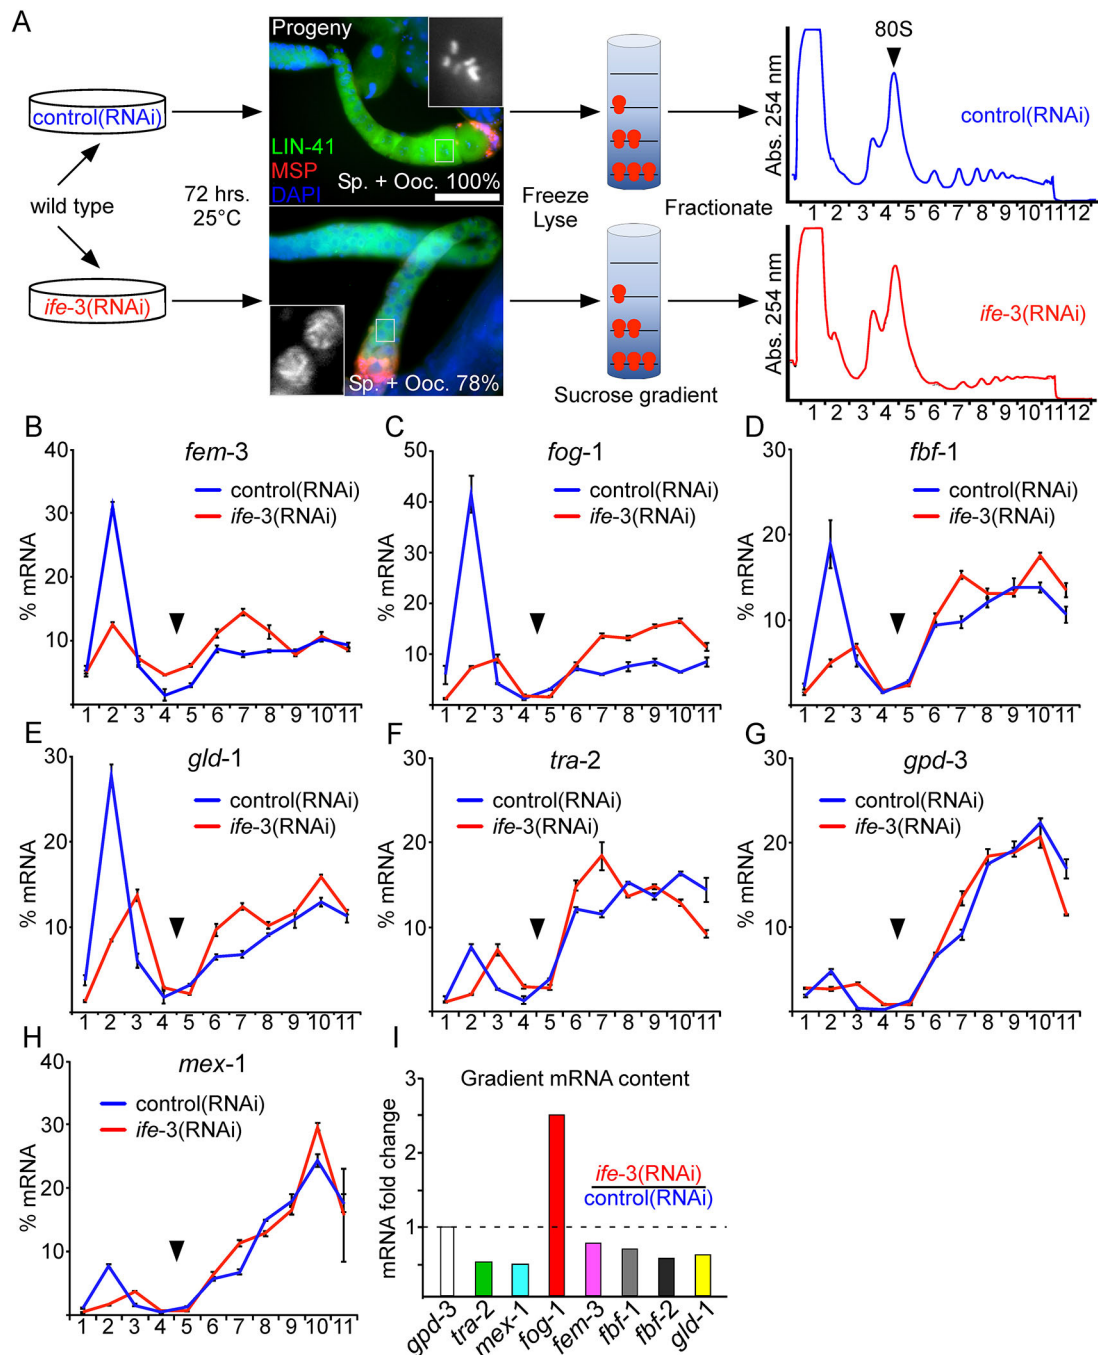 A
Progeny
control(RNAi)
LIN-41
MSP
DAPI
Sp. + Ooc. 100%
wild type
72 hrs.
25°C
Freeze
Lyse
Fractionate
ife-3(RNAi)
Sp. + Ooc. 78%
Sucrose gradient
80S
Abs. 254 nm
control(RNAi)
1 2 3 4 5 6 7 8 9 10 11 12
Abs. 254 nm
ife-3(RNAi)
1 2 3 4 5 6 7 8 9 10 11 12
B
fem-3
control(RNAi)
ife-3(RNAi)
% mRNA
40
30
20
10
1 2 3 4 5 6 7 8 9 10 11
C
fog-1
control(RNAi)
ife-3(RNAi)
% mRNA
50
40
30
20
10
1 2 3 4 5 6 7 8 9 10 11
D
fbf-1
control(RNAi)
ife-3(RNAi)
% mRNA
30
20
10
1 2 3 4 5 6 7 8 9 10 11
E
gld-1
control(RNAi)
ife-3(RNAi)
% mRNA
30
20
10
1 2 3 4 5 6 7 8 9 10 11
F
tra-2
control(RNAi)
ife-3(RNAi)
% mRNA
30
20
10
1 2 3 4 5 6 7 8 9 10 11
G
gpd-3
control(RNAi)
ife-3(RNAi)
% mRNA
30
20
10
1 2 3 4 5 6 7 8 9 10 11
H
mex-1
control(RNAi)
ife-3(RNAi)
% mRNA
40
30
20
10
1 2 3 4 5 6 7 8 9 10 11
I
Gradient mRNA content
mRNA fold change
3
2
1
ife-3(RNAi)
control(RNAi)
gpd-3
tra-2
mex-1
fog-1
fem-3
fbf-1
fbf-2
gld-1